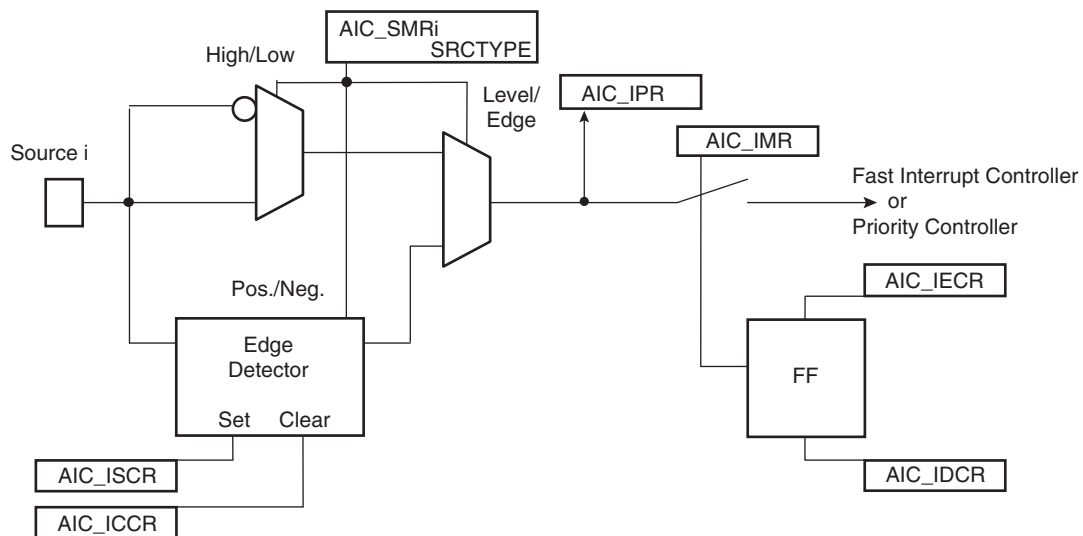 AIC_SMRi
SRCTYPE
High/Low
Level/
Edge
AIC_IPR
AIC_IMR
Source i
Fast Interrupt Controller
or
Priority Controller
Pos./Neg.
AIC_IECR
Edge
Detector
FF
Set Clear
AIC_ISCR
AIC_IDCR
AIC_ICCR